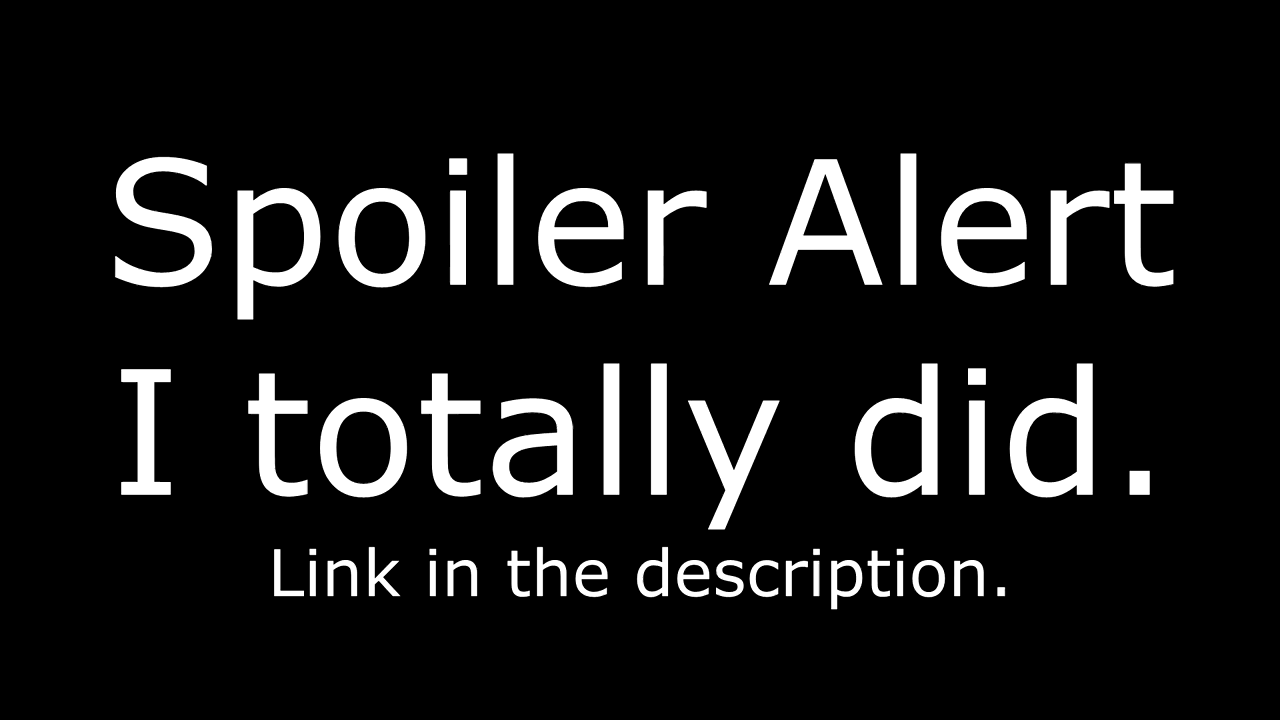 Spoiler Alert
I totally did.
Link in the description.